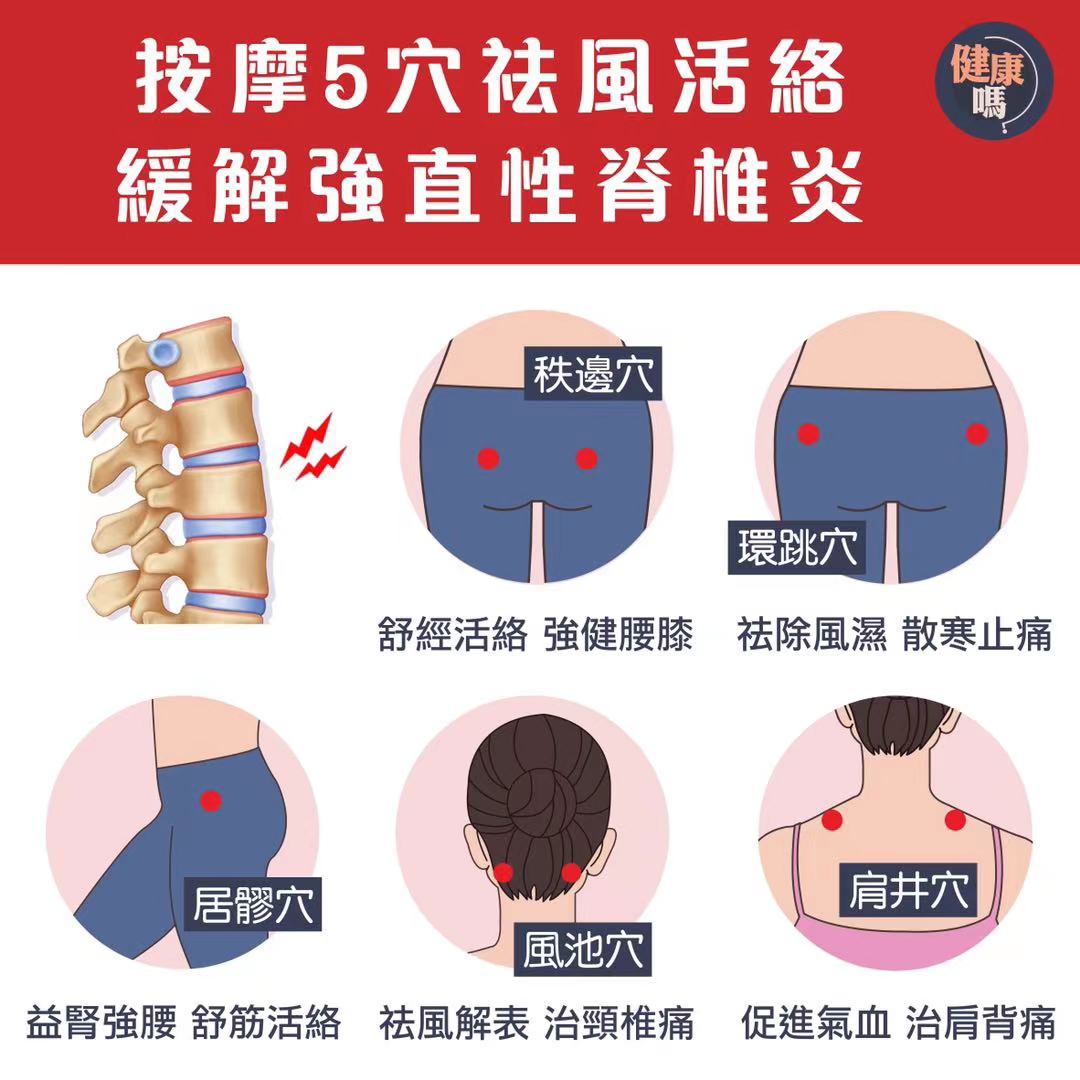 按摩5穴祛風活絡
緩解強直性脊椎炎
健康
嗎
秩邊穴
舒經活絡 強健腰膝
環跳穴
祛除風濕 散寒止痛
居髎穴
益腎強腰 舒筋活絡
風池穴
祛風解表 治頸椎痛
肩井穴
促進氣血 治肩背痛